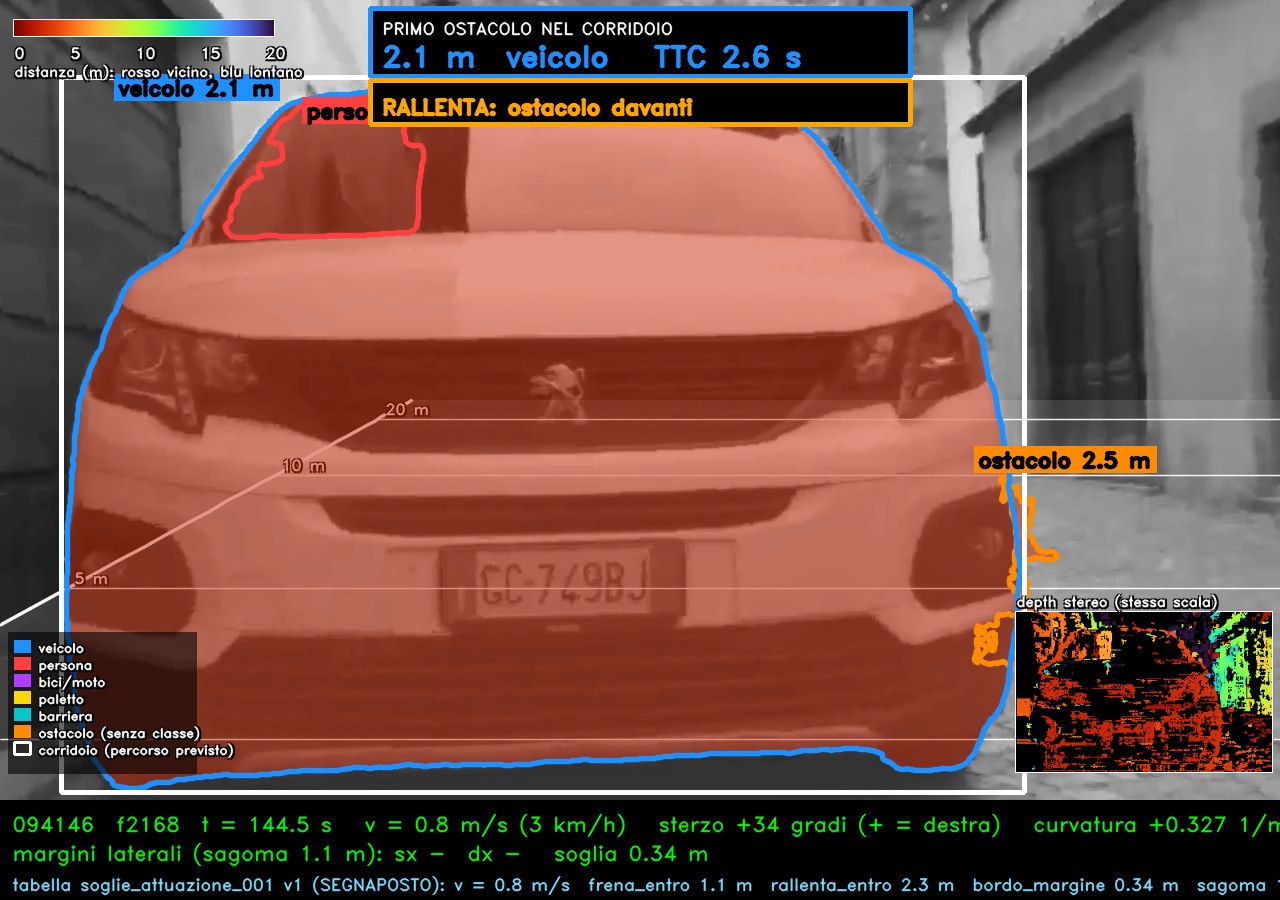 PRIMO OSTACOLO NEL CORRIDOIO
2.1 m veicolo TTC 2.6 s
RALLENTA: ostacolo davanti
0 5 10 15 20
distanza (m): rosso vicino, blu lontano
veicolo 2.1 m
perso
20 m
10 m
ostacolo 2.5 m
5 m
GC 749BJ
depth stereo (stessa scala)
veicolo
persona
bici/moto
paletto
barriera
ostacolo (senza classe)
corridoio (percorso previsto)
094146 f2168 t = 144.5 s v = 0.8 m/s (3 km/h) sterzo +34 gradi (+ = destra) curvatura +0.327 1/m
margini laterali (sagoma 1.1 m): sx - dx - soglia 0.34 m
tabella soglie_attuazione_001 v1 (SEGNAPOSTO): v = 0.8 m/s frena_entro 1.1 m rallenta_entro 2.3 m bordo_margine 0.34 m sagoma